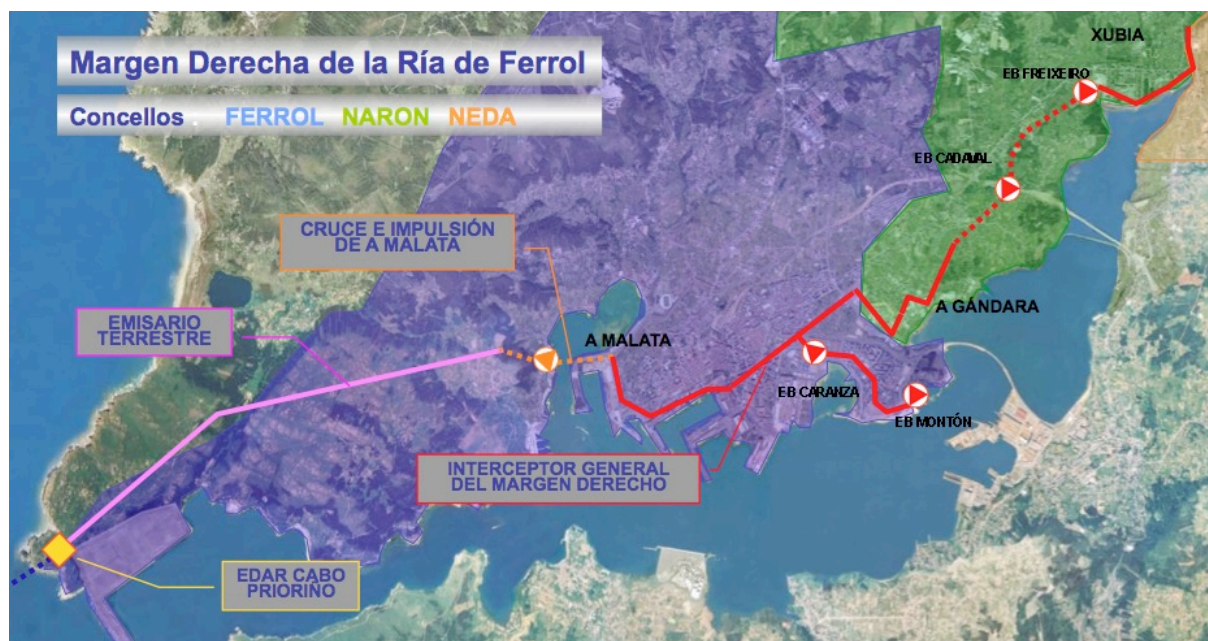 Margen Derecha de la Ría de Ferrol
Concellos . FERROL NARON NEDA
XUBIA
EB FREIXEIRO
EB CADAVAL
CRUCE E IMPULSIÓN
DE A MALATA
A GÁNDARA
EMISARIO
TERRESTRE
A MALATA
EB CARANZA
EB MONTÓN
INTERCEPTOR GENERAL
DEL MARGEN DERECHO
EDAR CABO
PRIORIÑO